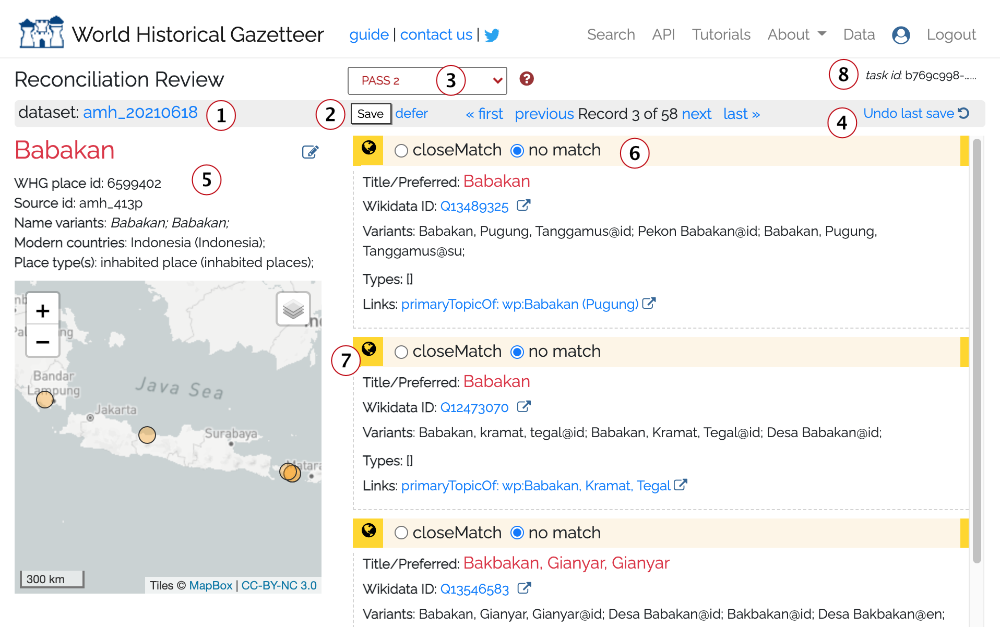 World Historical Gazetteer guide | contact us | Search API Tutorials About Data Logout
Reconciliation Review PASS 2 3 ? 8 task id: b769c998-.....
dataset: amh_20210618 1 2 Save defer « first previous Record 3 of 58 next last » 4 Undo last save
Babakan
5
WHG place id: 6599402
Source id: amh_413p
Name variants: Babakan; Babakan;
Modern countries: Indonesia (Indonesia);
Place type(s): inhabited place (inhabited places);
+
−
Bandar
Lampung
Java Sea
Jakarta
Surabaya
Matara
300 km
Tiles © MapBox | CC-BY-NC 3.0
closeMatch no match 6
Title/Preferred: Babakan
Wikidata ID: Q13489325
Variants: Babakan, Pugung, Tanggamus@id; Pekon Babakan@id; Babakan, Pugung,
Tanggamus@su;
Types: []
Links: primaryTopicOf: wp:Babakan (Pugung)
7 closeMatch no match
Title/Preferred: Babakan
Wikidata ID: Q12473070
Variants: Babakan, kramat, tegal@id; Babakan, Kramat, Tegal@id; Desa Babakan@id;
Types: []
Links: primaryTopicOf: wp:Babakan, Kramat, Tegal
closeMatch no match
Title/Preferred: Bakbakan, Gianyar, Gianyar
Wikidata ID: Q13546583
Variants: Babakan, Gianyar, Gianyar@id; Desa Babakan@id; Bakbakan@id; Desa Bakbakan@en;